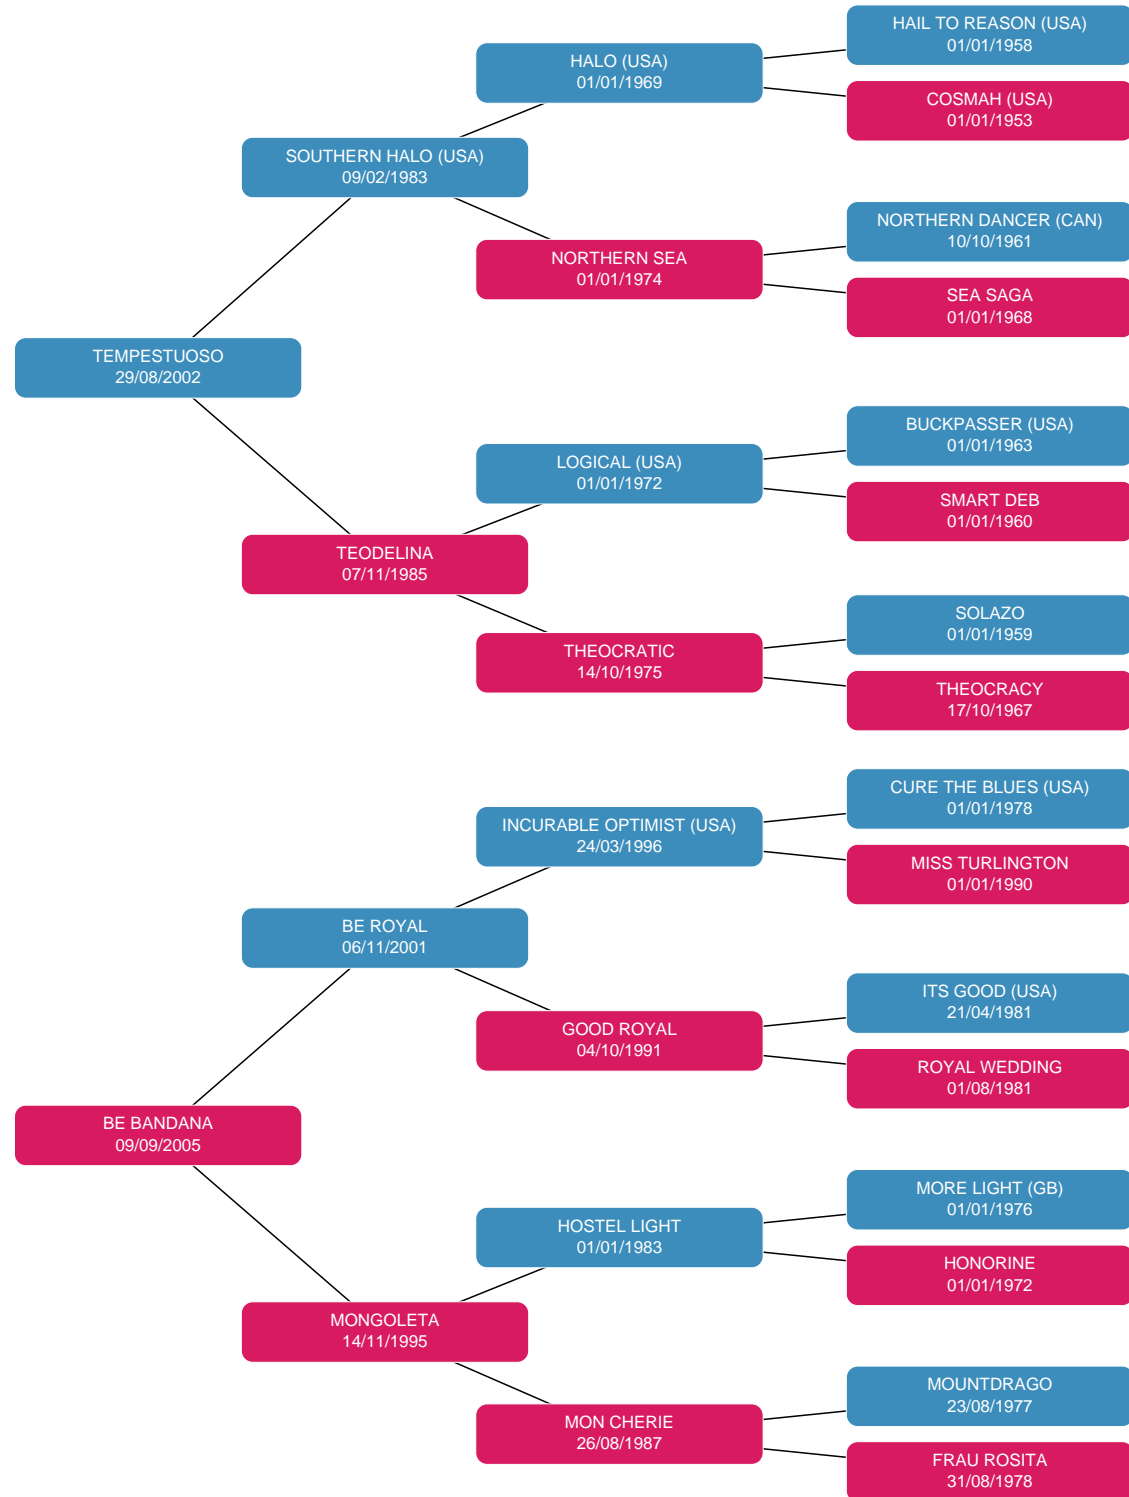 HAIL TO REASON (USA)
01/01/1958
HALO (USA)
01/01/1969
COSMAH (USA)
01/01/1953
SOUTHERN HALO (USA)
09/02/1983
NORTHERN DANCER (CAN)
10/10/1961
NORTHERN SEA
01/01/1974
SEA SAGA
01/01/1968
TEMPESTUOSO
29/08/2002
BUCKPASSER (USA)
01/01/1963
LOGICAL (USA)
01/01/1972
SMART DEB
01/01/1960
TEODELINA
07/11/1985
SOLAZO
01/01/1959
THEOCRATIC
14/10/1975
THEOCRACY
17/10/1967
CURE THE BLUES (USA)
01/01/1978
INCURABLE OPTIMIST (USA)
24/03/1996
MISS TURLINGTON
01/01/1990
BE ROYAL
06/11/2001
ITS GOOD (USA)
21/04/1981
GOOD ROYAL
04/10/1991
ROYAL WEDDING
01/08/1981
BE BANDANA
09/09/2005
MORE LIGHT (GB)
01/01/1976
HOSTEL LIGHT
01/01/1983
HONORINE
01/01/1972
MONGOLETA
14/11/1995
MOUNTDRAGO
23/08/1977
MON CHERIE
26/08/1987
FRAU ROSITA
31/08/1978